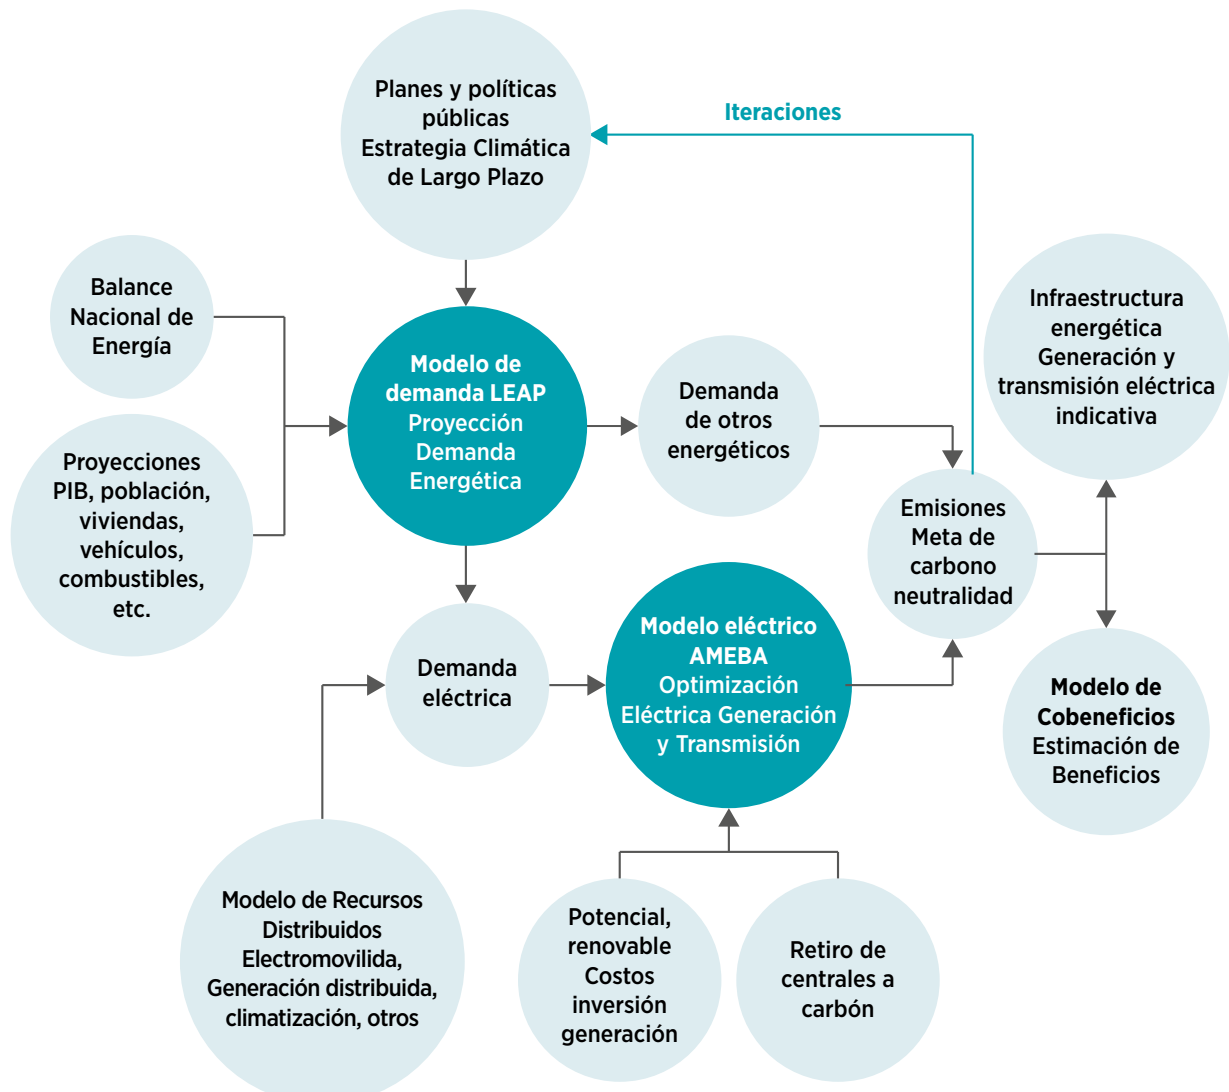 Planes y políticas
públicas
Estrategia Climática
de Largo Plazo
Iteraciones
Balance
Nacional de
Energía
Infraestructura
energética
Generación y
transmisión eléctrica
indicativa
Modelo de
demanda LEAP
Proyección
Demanda
Energética
Demanda
de otros
energéticos
Proyecciones
PIB, población,
viviendas,
vehículos,
combustibles,
etc.
Emisiones
Meta de
carbono
neutralidad
Demanda
eléctrica
Modelo eléctrico
AMEBA
Optimización
Eléctrica Generación
y Transmisión
Modelo de
Cobeneficios
Estimación de
Beneficios
Modelo de Recursos
Distribuidos
Electromovilida,
Generación distribuida,
climatización, otros
Potencial,
renovable
Costos
inversión
generación
Retiro de
centrales a
carbón